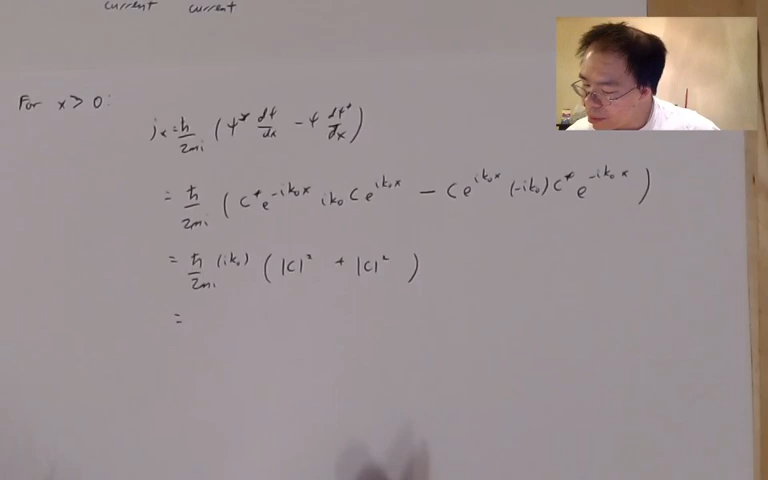 current current
For x > 0:
jx = ħ/2mi (ψ* dψ/dx - ψ dψ*/dx)
= ħ/2mi (C* e^-ik₀x ik₀ C e^ik₀x - C e^ik₀x (-ik₀) C* e^-ik₀x)
= ħ/2mi (ik₀) (|C|² + |C|²)
=